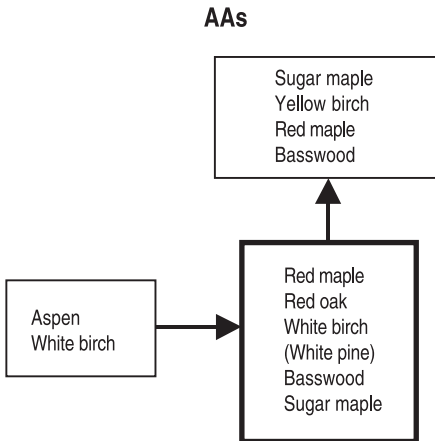 AAs
Sugar maple
Yellow birch
Red maple
Basswood
Aspen
White birch
Red maple
Red oak
White birch
(White pine)
Basswood
Sugar maple